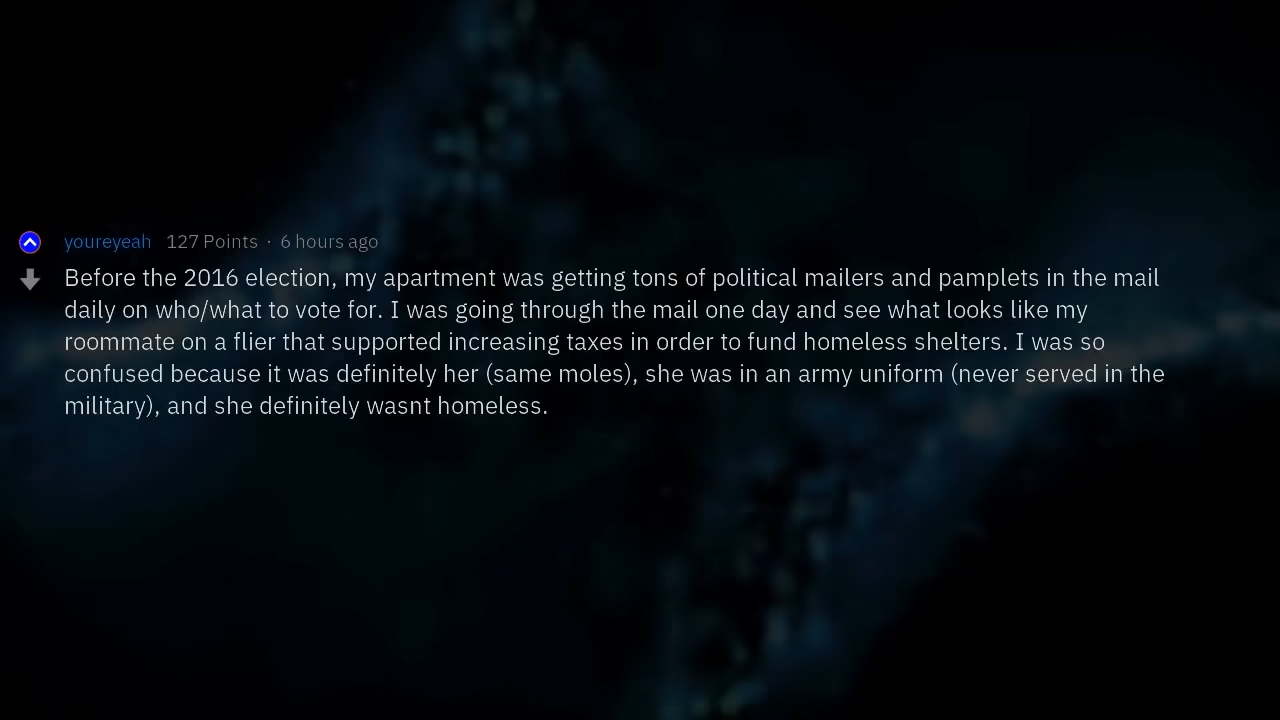 youreyeah 127 Points · 6 hours ago
Before the 2016 election, my apartment was getting tons of political mailers and pamplets in the mail
daily on who/what to vote for. I was going through the mail one day and see what looks like my
roommate on a flier that supported increasing taxes in order to fund homeless shelters. I was so
confused because it was definitely her (same moles), she was in an army uniform (never served in the
military), and she definitely wasnt homeless.